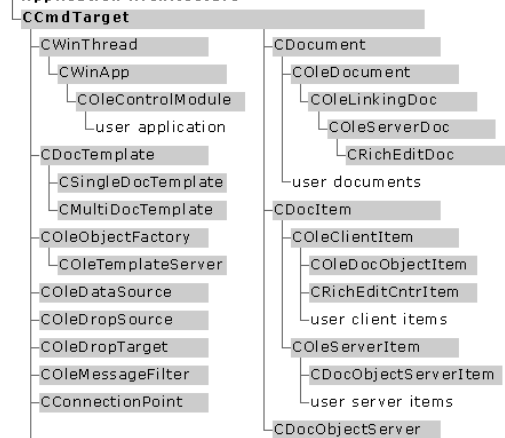 CCmdTarget
CWinThread
CWinApp
COleControlModule
user application
CDocTemplate
CSingleDocTemplate
CMultiDocTemplate
COleObjectFactory
COleTemplateServer
COleDataSource
COleDropSource
COleDropTarget
COleMessageFilter
CConnectionPoint
CDocument
COleDocument
COleLinkingDoc
COleServerDoc
CRichEditDoc
user documents
CDocItem
COleClientItem
COleDocObjectItem
CRichEditCntrItem
user client items
COleServerItem
CDocObjectServerItem
user server items
CDocObjectServer